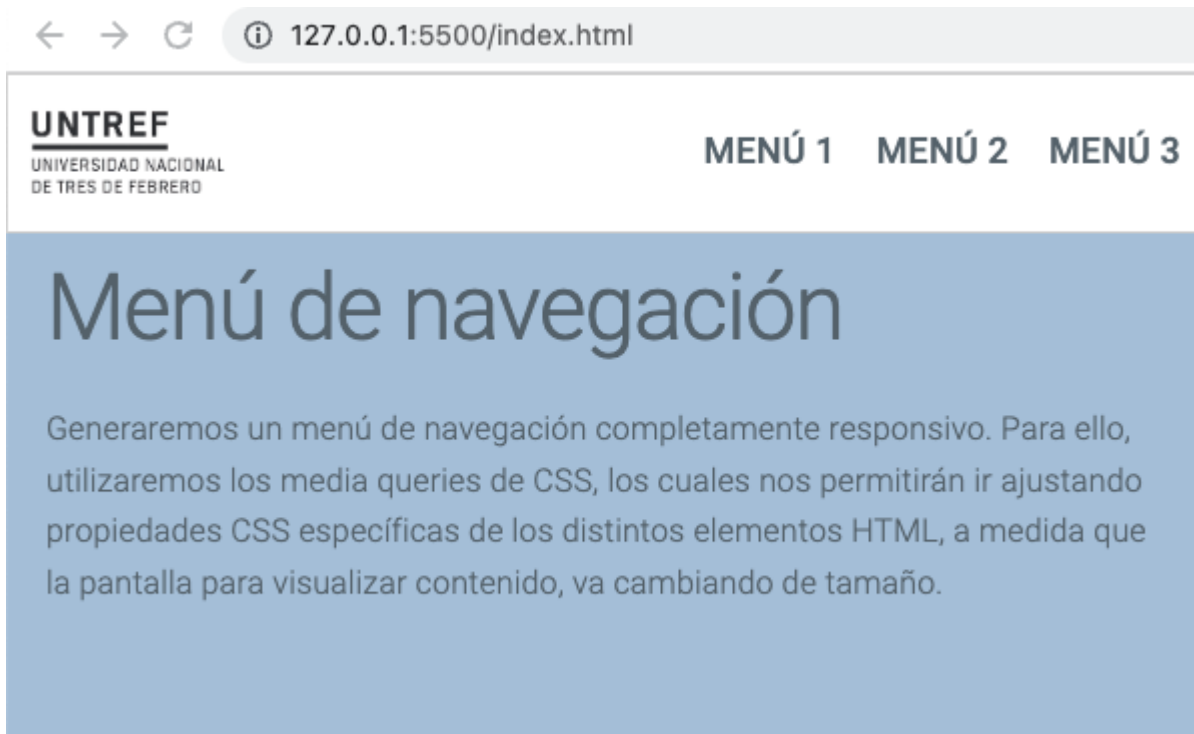 127.0.0.1:5500/index.html
UNTREF
UNIVERSIDAD NACIONAL
DE TRES DE FEBRERO
MENÚ 1 MENÚ 2 MENÚ 3
Menú de navegación
Generaremos un menú de navegación completamente responsivo. Para ello,
utilizaremos los media queries de CSS, los cuales nos permitirán ir ajustando
propiedades CSS específicas de los distintos elementos HTML, a medida que
la pantalla para visualizar contenido, va cambiando de tamaño.